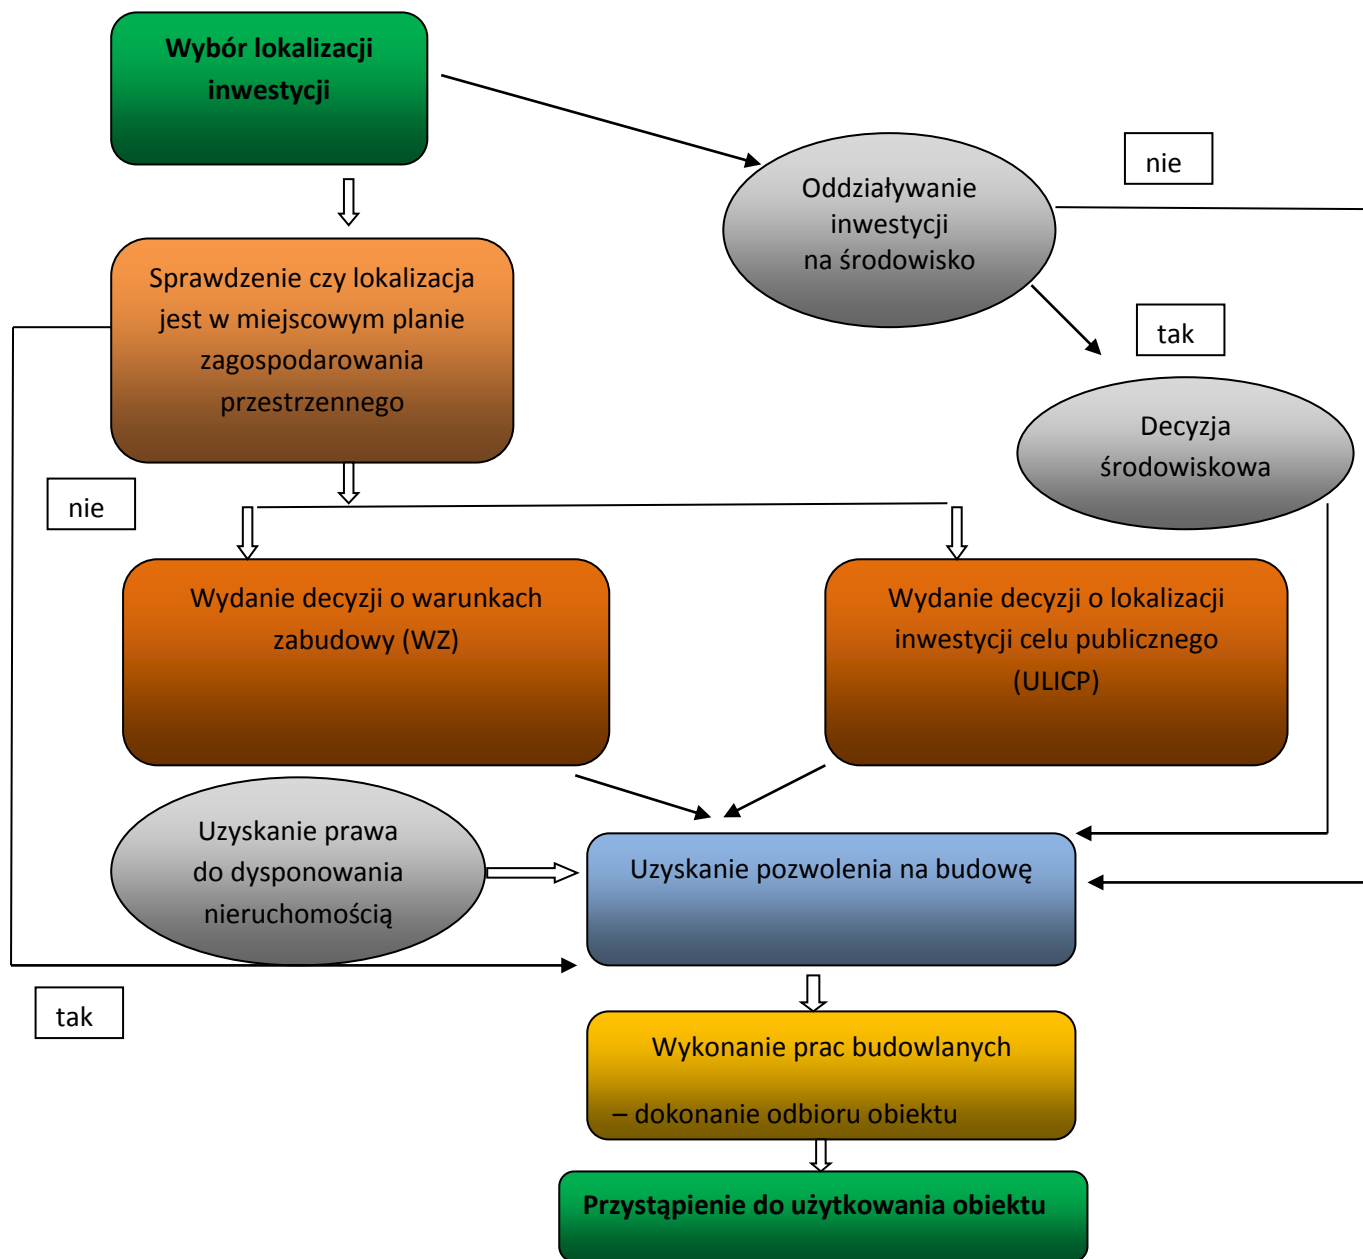 Wybór lokalizacji
inwestycji
Oddziaływanie
inwestycji
na środowisko
nie
Sprawdzenie czy lokalizacja
jest w miejscowym planie
zagospodarowania
przestrzennego
tak
Decyzja
środowiskowa
nie
Wydanie decyzji o warunkach
zabudowy (WZ)
Wydanie decyzji o lokalizacji
inwestycji celu publicznego
(ULICP)
Uzyskanie prawa
do dysponowania
nieruchomością
Uzyskanie pozwolenia na budowę
tak
Wykonanie prac budowlanych
– dokonanie odbioru obiektu
Przystąpienie do użytkowania obiektu